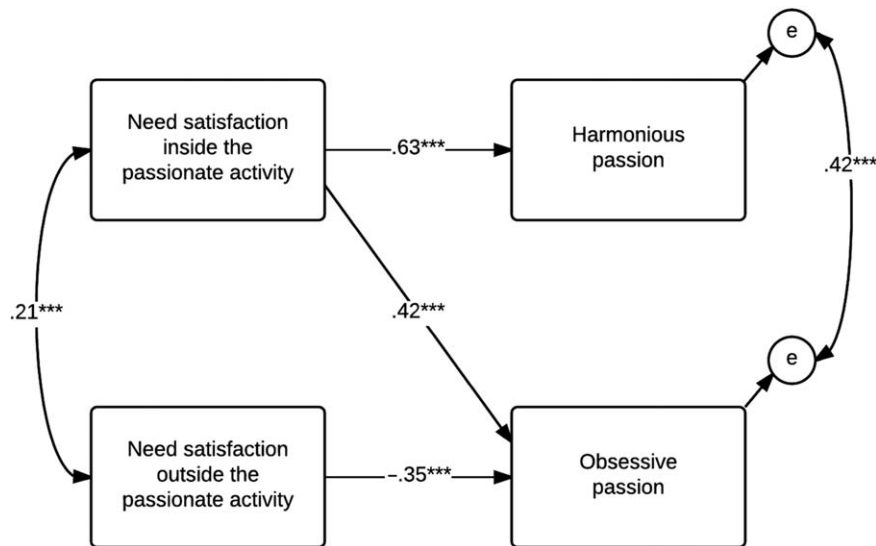 e
Need satisfaction
inside the
passionate activity
.63***
Harmonious
passion
.42***
.21***
.42***
e
Need satisfaction
outside the
passionate activity
–.35***
Obsessive
passion